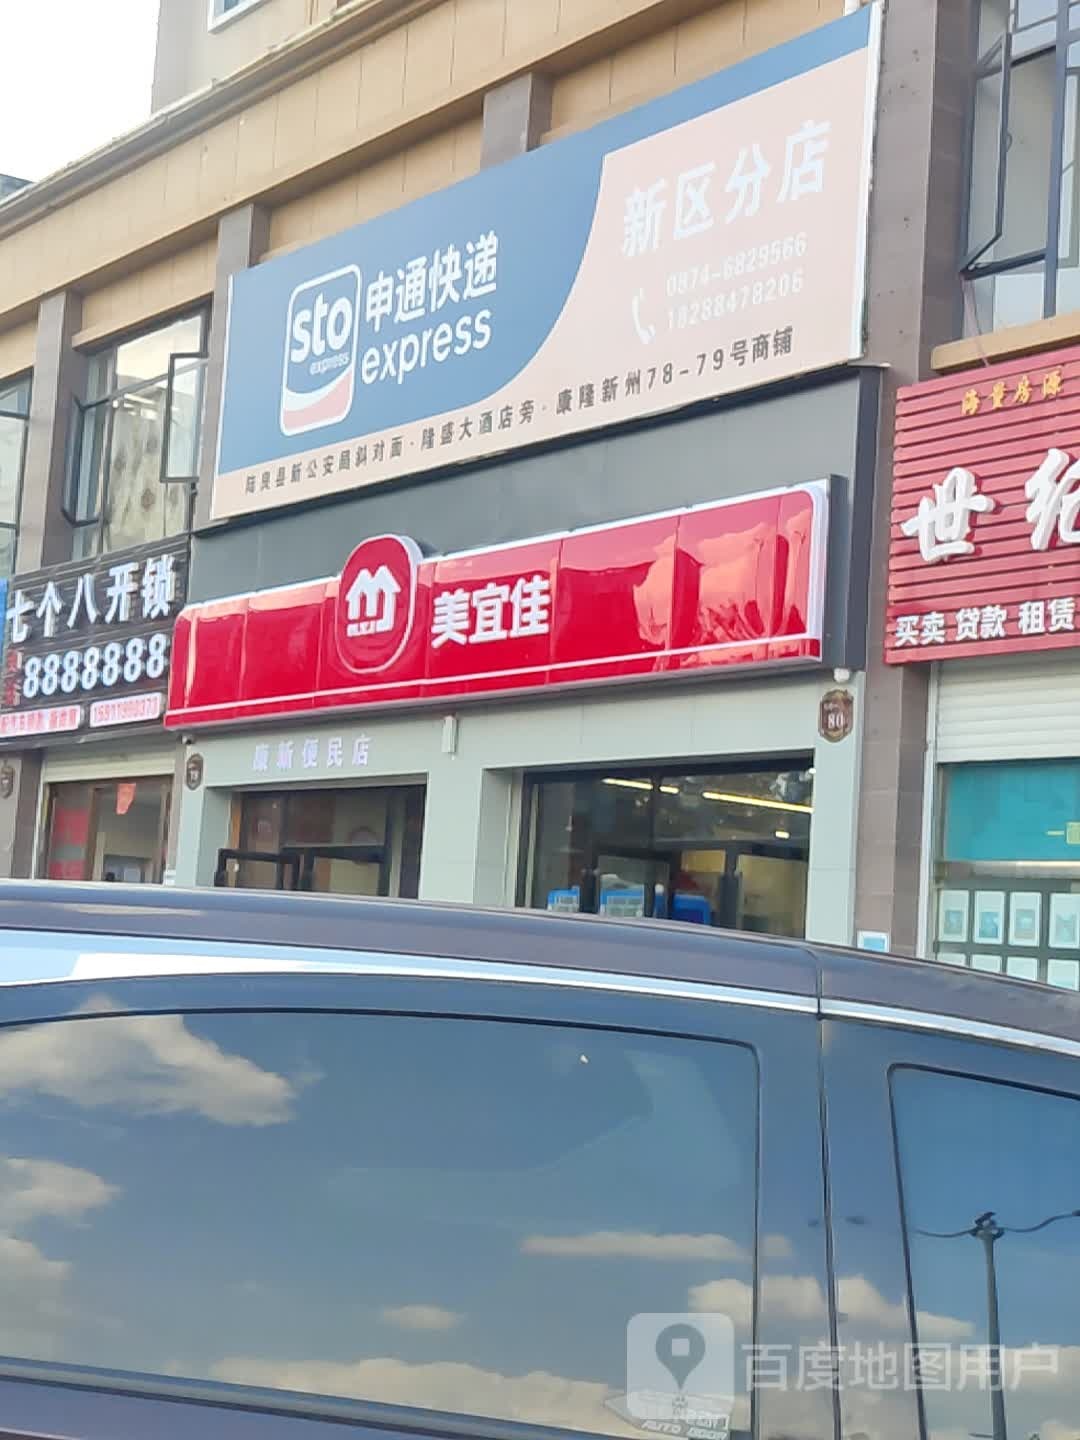 新区分店
0874-6829566
18288478206
sto
express
申通快递
express
陆良县新公安局斜对面·隆盛大酒店旁·康隆新州78-79号商铺
海量房源
世纪
买卖 贷款 租赁
七个八开锁
88888888
美宜佳
康新便民店
80
百度地图用户
AUTO DOOR